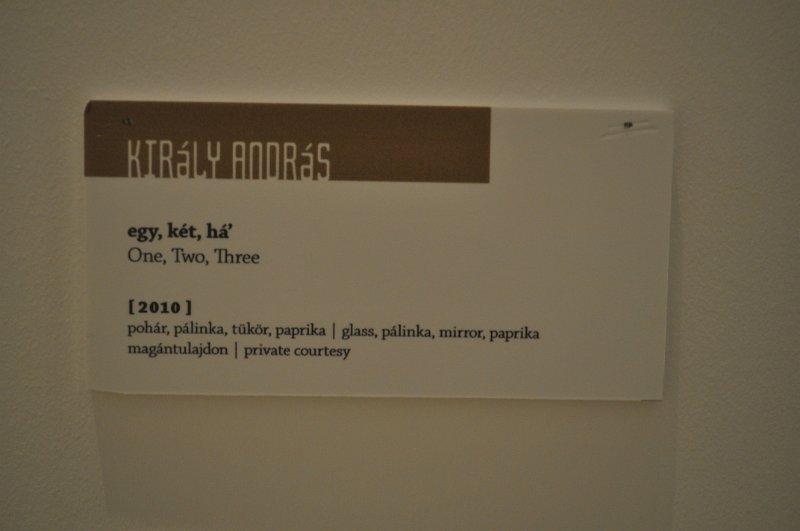 KIRáLY ANDRáS
egy, két, há’
One, Two, Three
[ 2010 ]
pohár, pálinka, tükör, paprika | glass, pálinka, mirror, paprika
magántulajdon | private courtesy